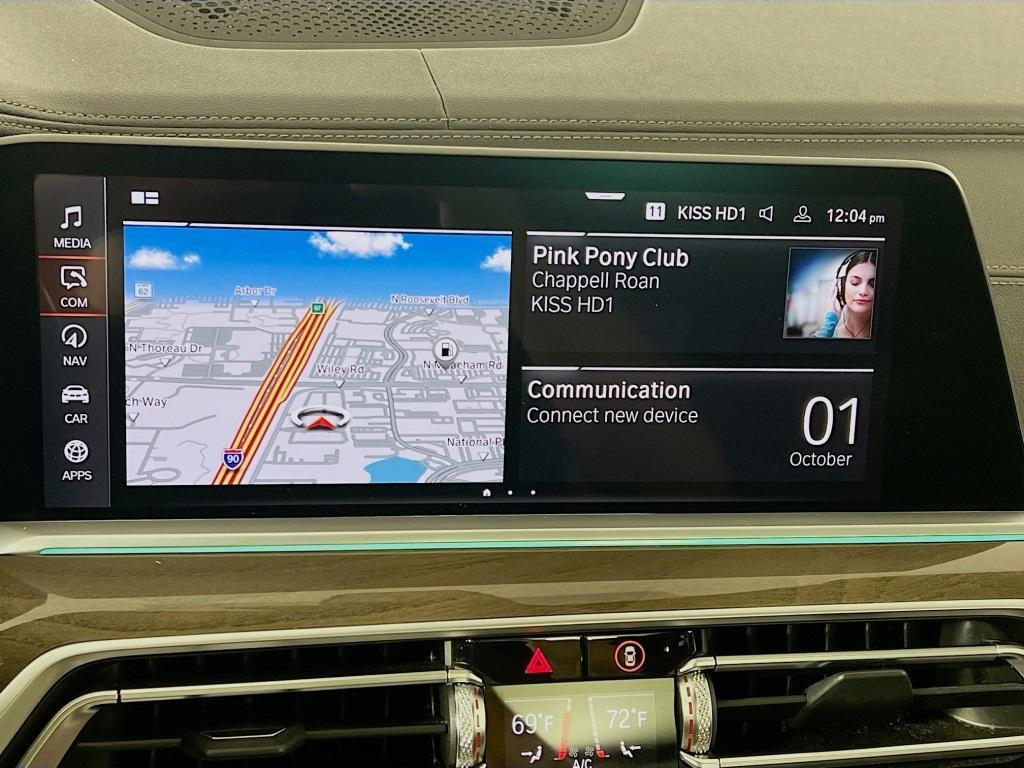 11 KISS HD1 12:04 pm
MEDIA
COM
NAV
CAR
APPS
62
Arbor Dr
67
N Roosevelt Blvd
N Thoreau Dr
Wiley Rd
N Meacham Rd
ch Way
National P
90
Pink Pony Club
Chappell Roan
KISS HD1
Communication
Connect new device
01
October
69°F
72°F
A/C